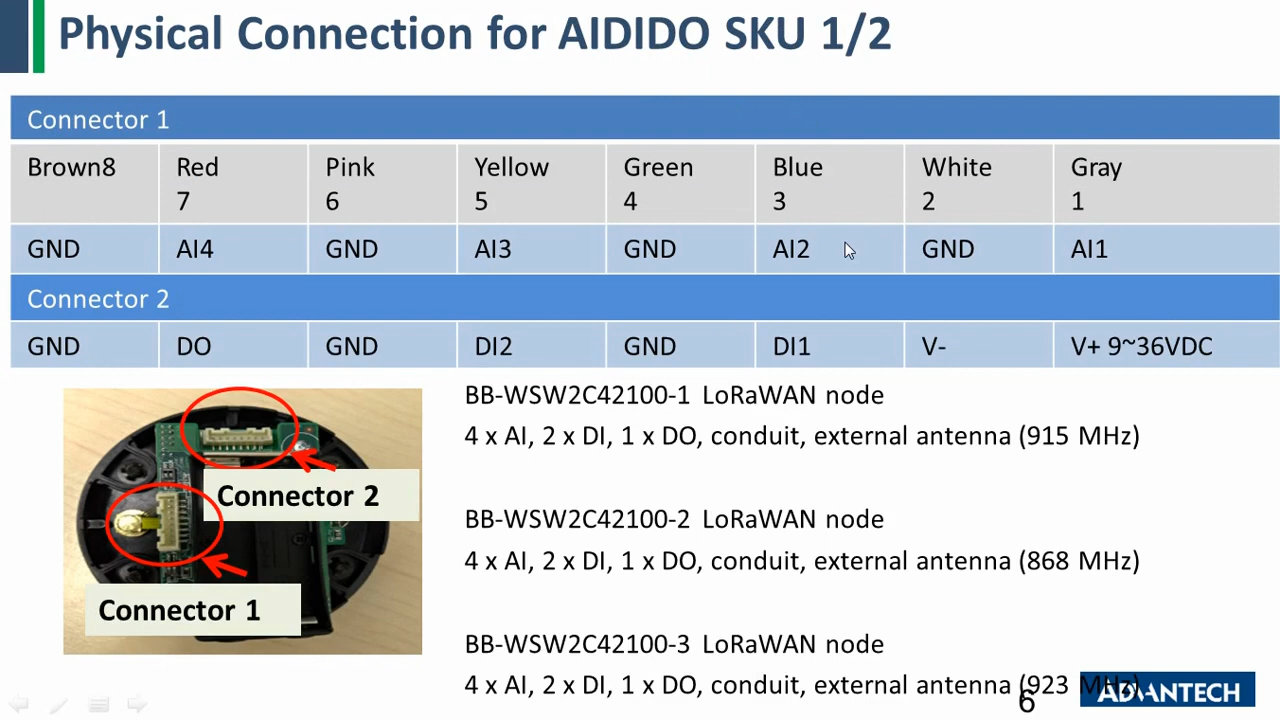 Physical Connection for AIDIDO SKU 1/2
Connector 1
Brown8 Red 7 Pink 6 Yellow 5 Green 4 Blue 3 White 2 Gray 1
GND AI4 GND AI3 GND AI2 GND AI1
Connector 2
GND DO GND DI2 GND DI1 V- V+ 9~36VDC
Connector 2
Connector 1
BB-WSW2C42100-1 LoRaWAN node
4 x AI, 2 x DI, 1 x DO, conduit, external antenna (915 MHz)
BB-WSW2C42100-2 LoRaWAN node
4 x AI, 2 x DI, 1 x DO, conduit, external antenna (868 MHz)
BB-WSW2C42100-3 LoRaWAN node
4 x AI, 2 x DI, 1 x DO, conduit, external antenna (923 MHz)
6
ADVANTECH